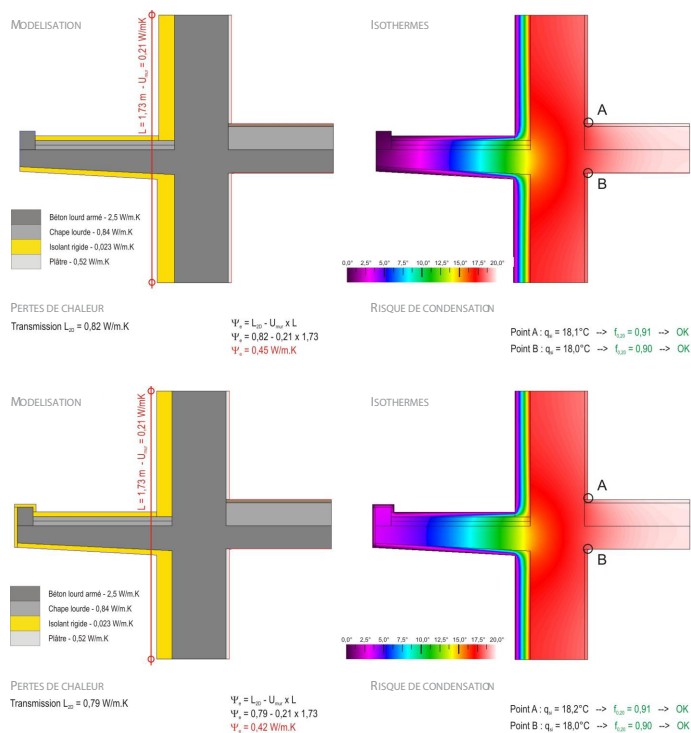 MODELISATION
ISOTHERMES
L = 1,73 m - Umur = 0,21 W/mK
A
B
Béton lourd armé - 2,5 W/m.K
Chape lourde - 0,84 W/m.K
Isolant rigide - 0,023 W/m.K
Plâtre - 0,52 W/m.K
0,0° 2,5° 5,0° 7,5° 10,0° 12,5° 15,0° 17,5° 20,0°
PERTES DE CHALEUR
RISQUE DE CONDENSATION
Transmission L2D = 0,82 W/m.K
Ψe = L2D - Umur x L
Ψe = 0,82 - 0,21 x 1,73
Ψe = 0,45 W/m.K
Point A : qsi = 18,1°C --> f0,20 = 0,91 --> OK
Point B : qsi = 18,0°C --> f0,20 = 0,90 --> OK
MODELISATION
ISOTHERMES
L = 1,73 m - Umur = 0,21 W/mK
A
B
Béton lourd armé - 2,5 W/m.K
Chape lourde - 0,84 W/m.K
Isolant rigide - 0,023 W/m.K
Plâtre - 0,52 W/m.K
0,0° 2,5° 5,0° 7,5° 10,0° 12,5° 15,0° 17,5° 20,0°
PERTES DE CHALEUR
RISQUE DE CONDENSATION
Transmission L2D = 0,79 W/m.K
Ψe = L2D - Umur x L
Ψe = 0,79 - 0,21 x 1,73
Ψe = 0,42 W/m.K
Point A : qsi = 18,2°C --> f0,20 = 0,91 --> OK
Point B : qsi = 18,0°C --> f0,20 = 0,90 --> OK